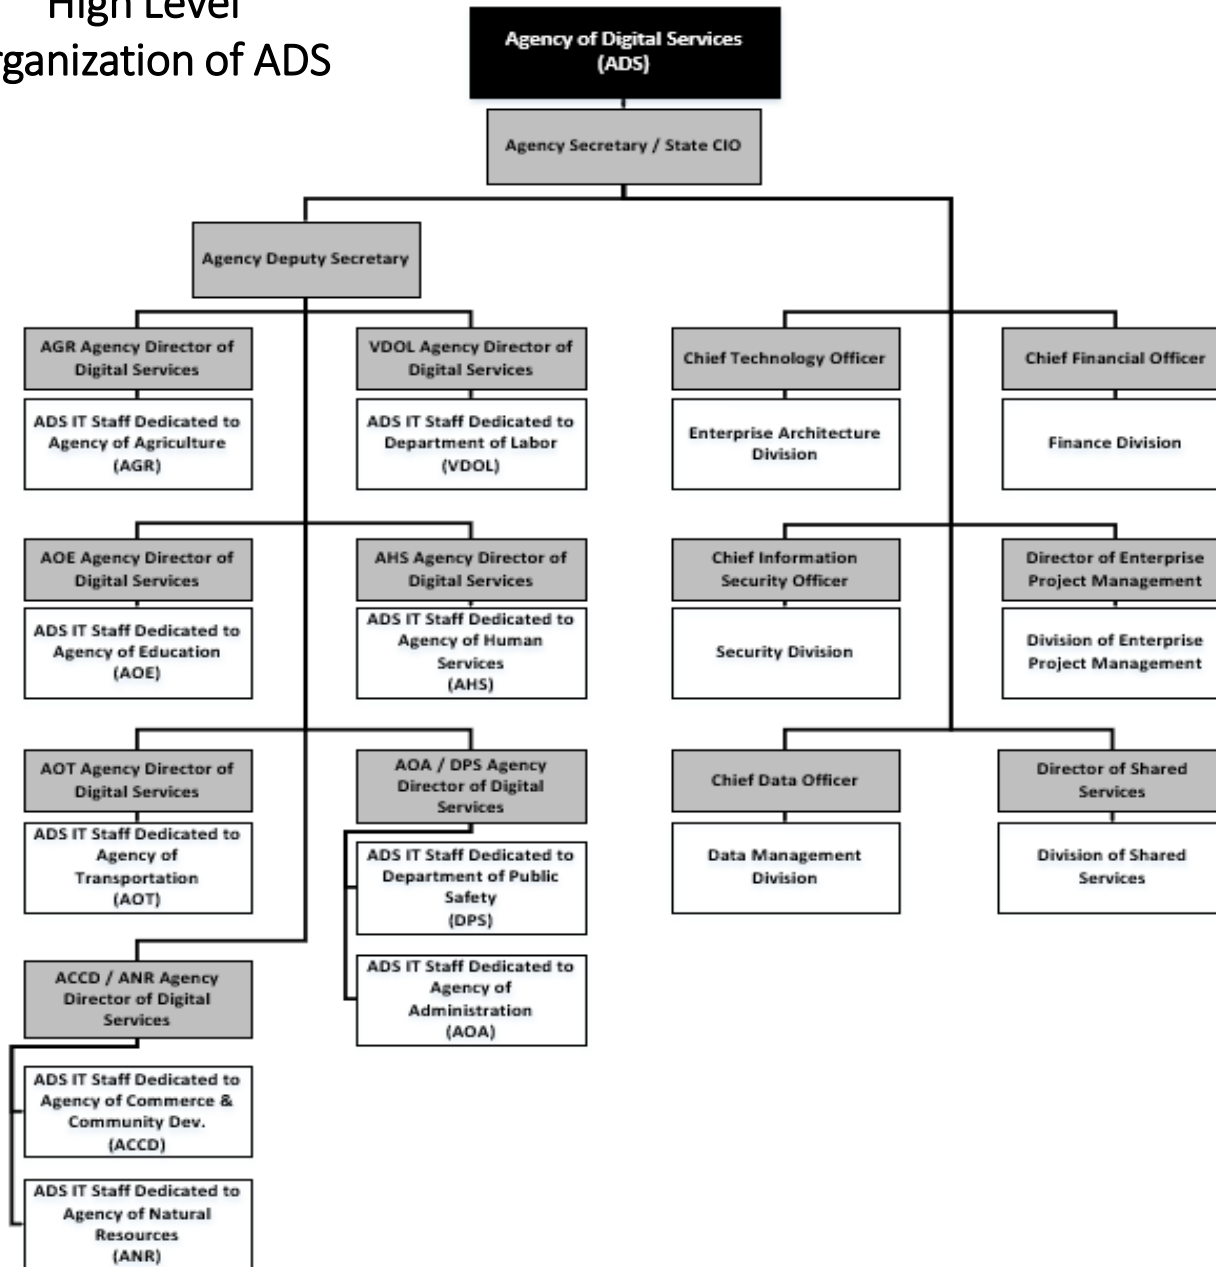 High Level
rganization of ADS
Agency of Digital Services
(ADS)
Agency Secretary / State CIO
Agency Deputy Secretary
AGR Agency Director of
Digital Services
ADS IT Staff Dedicated to
Agency of Agriculture
(AGR)
VDOL Agency Director of
Digital Services
ADS IT Staff Dedicated to
Department of Labor
(VDOL)
Chief Technology Officer
Enterprise Architecture
Division
Chief Financial Officer
Finance Division
AOE Agency Director of
Digital Services
ADS IT Staff Dedicated to
Agency of Education
(AOE)
AHS Agency Director of
Digital Services
ADS IT Staff Dedicated to
Agency of Human
Services
(AHS)
Chief Information
Security Officer
Security Division
Director of Enterprise
Project Management
Division of Enterprise
Project Management
AOT Agency Director of
Digital Services
ADS IT Staff Dedicated to
Agency of
Transportation
(AOT)
AOA / DPS Agency
Director of Digital
Services
ADS IT Staff Dedicated to
Department of Public
Safety
(DPS)
ADS IT Staff Dedicated to
Agency of
Administration
(AOA)
Chief Data Officer
Data Management
Division
Director of Shared
Services
Division of Shared
Services
ACCD / ANR Agency
Director of Digital
Services
ADS IT Staff Dedicated to
Agency of Commerce &
Community Dev.
(ACCD)
ADS IT Staff Dedicated to
Agency of Natural
Resources
(ANR)